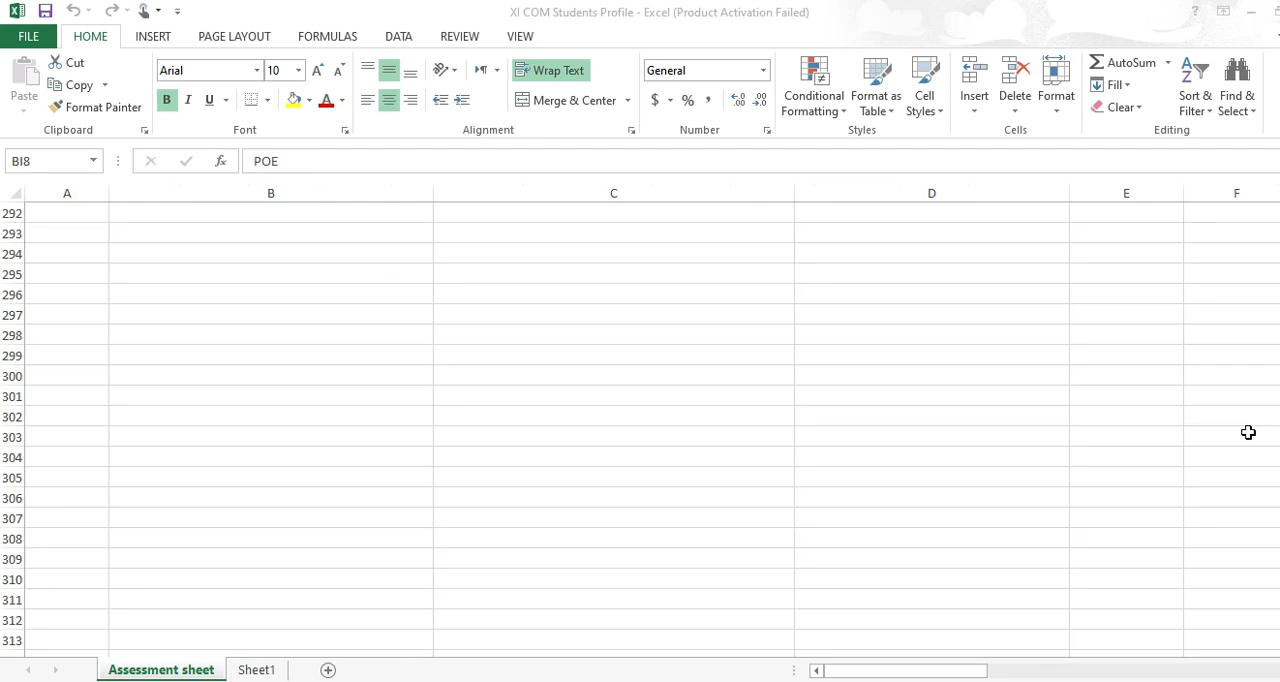 XI COM Students Profile - Excel (Product Activation Failed)
FILE HOME INSERT PAGE LAYOUT FORMULAS DATA REVIEW VIEW
Paste
Cut
Copy
Format Painter
Clipboard
Arial
B I U
Font
Wrap Text
Merge & Center
Alignment
General
$ % ,
Number
Conditional Formatting
Format as Table
Cell Styles
Styles
Insert
Delete
Format
Cells
AutoSum
Fill
Clear
Sort & Filter
Find & Select
Editing
BI8 fx POE
A B C D E F
292
293
294
295
296
297
298
299
300
301
302
303
304
305
306
307
308
309
310
311
312
313
Assessment sheet Sheet1